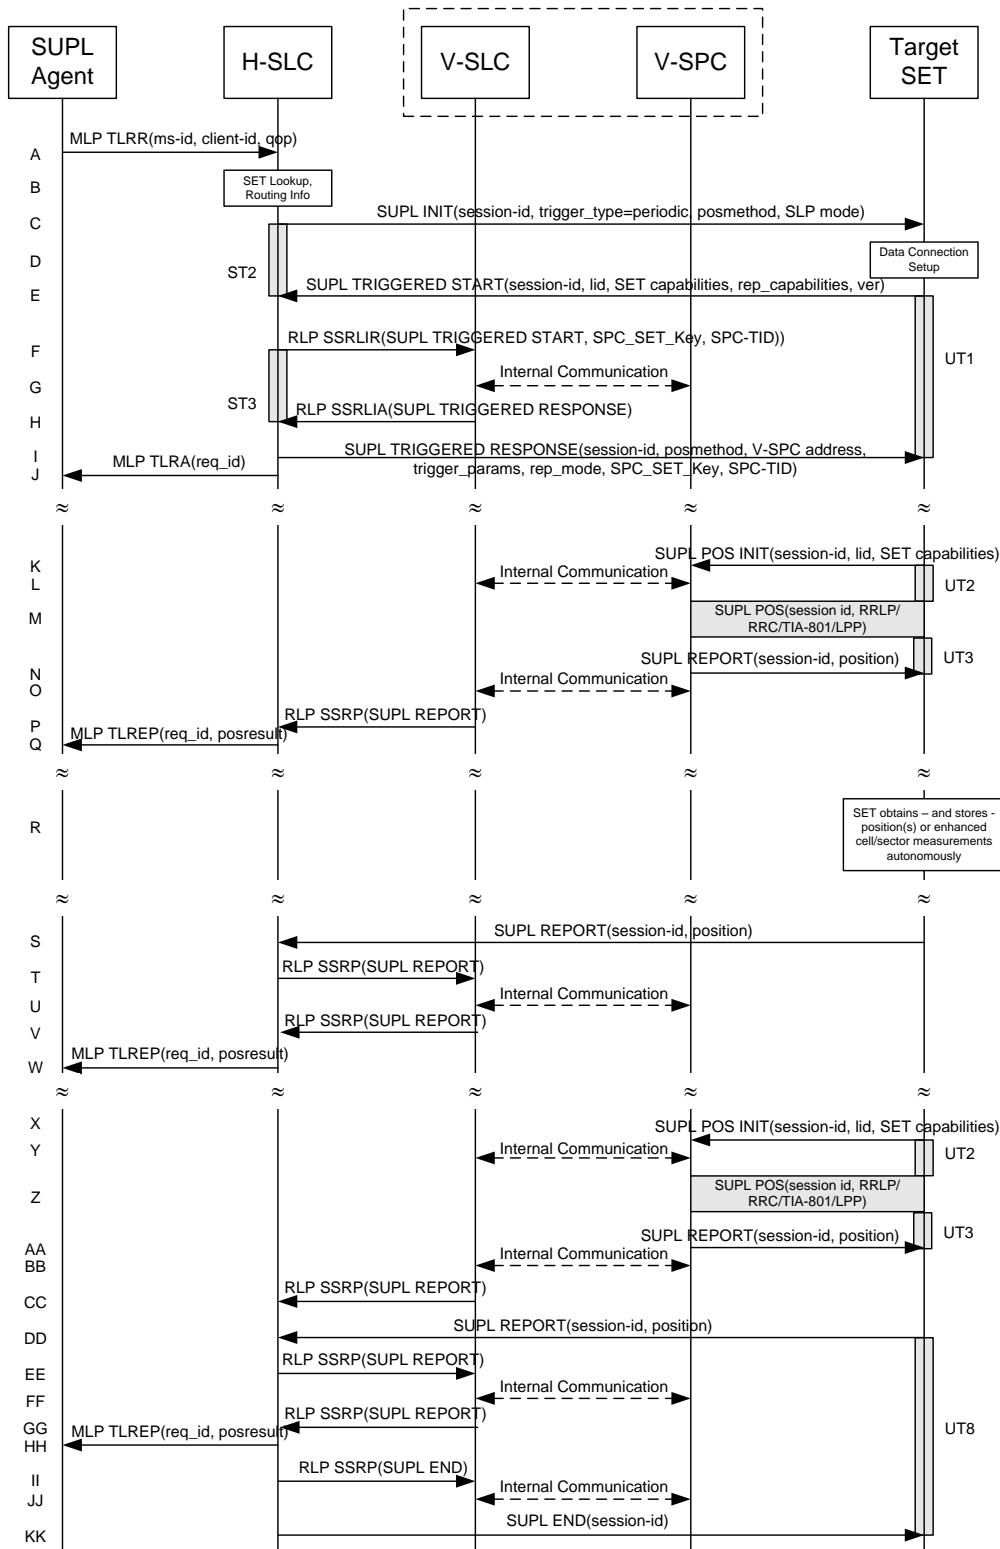 SUPL
Agent
H-SLC
V-SLC
V-SPC
Target
SET
MLP TLRR(ms-id, client-id, qop)
A
SET Lookup,
Routing Info
B
SUPL INIT(session-id, trigger_type=periodic, posmethod, SLP mode)
C
Data Connection
Setup
D
ST2
SUPL TRIGGERED START(session-id, lid, SET capabilities, rep_capabilities, ver)
E
RLP SSRLIR(SUPL TRIGGERED START, SPC_SET_Key, SPC-TID))
F
UT1
Internal Communication
G
ST3
RLP SSRLIA(SUPL TRIGGERED RESPONSE)
H
SUPL TRIGGERED RESPONSE(session-id, posmethod, V-SPC address,
trigger_params, rep_mode, SPC_SET_Key, SPC-TID)
I
MLP TLRA(req_id)
J
≈ ≈ ≈ ≈ ≈
SUPL POS INIT(session-id, lid, SET capabilities)
K
Internal Communication
L
UT2
SUPL POS(session id, RRLP/
RRC/TIA-801/LPP)
M
SUPL REPORT(session-id, position)
UT3
N
Internal Communication
O
RLP SSRP(SUPL REPORT)
P
MLP TLREP(req_id, posresult)
Q
≈ ≈ ≈ ≈ ≈
SET obtains – and stores -
position(s) or enhanced
cell/sector measurements
autonomously
R
≈ ≈ ≈ ≈ ≈
SUPL REPORT(session-id, position)
S
RLP SSRP(SUPL REPORT)
T
Internal Communication
U
RLP SSRP(SUPL REPORT)
V
MLP TLREP(req_id, posresult)
W
≈ ≈ ≈ ≈ ≈
X
SUPL POS INIT(session-id, lid, SET capabilities)
Y
Internal Communication
UT2
SUPL POS(session id, RRLP/
RRC/TIA-801/LPP)
Z
SUPL REPORT(session-id, position)
UT3
AA
Internal Communication
BB
RLP SSRP(SUPL REPORT)
CC
SUPL REPORT(session-id, position)
DD
RLP SSRP(SUPL REPORT)
EE
Internal Communication
FF
RLP SSRP(SUPL REPORT)
GG
UT8
MLP TLREP(req_id, posresult)
HH
RLP SSRP(SUPL END)
II
Internal Communication
JJ
SUPL END(session-id)
KK